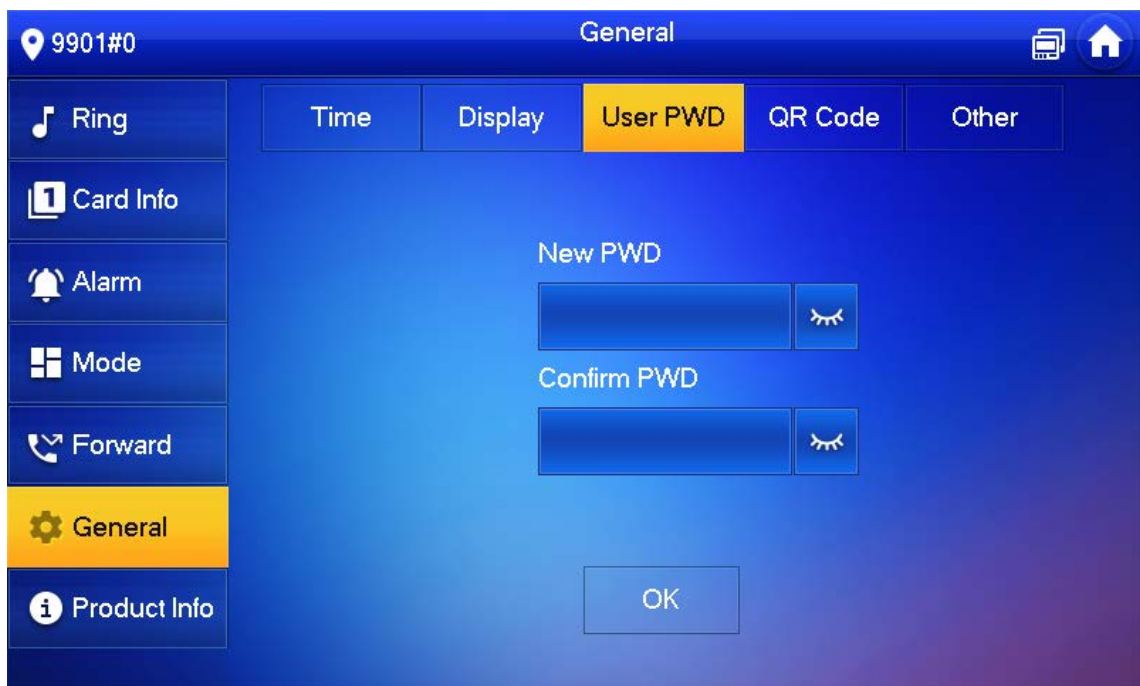 9901#0
General
Ring
Card Info
Alarm
Mode
Forward
General
Product Info
Time
Display
User PWD
QR Code
Other
New PWD
Confirm PWD
OK